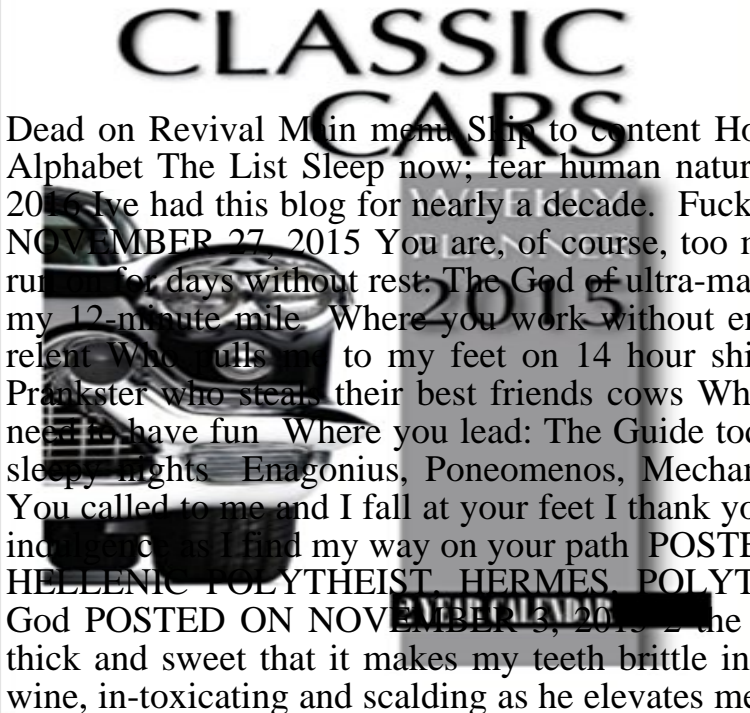 CLASSIC
CARS
Dead on Revival Main menu Skip to content Ho
Alphabet The List Sleep now; fear human natur
WEEKLY
2016 Ive had this blog for nearly a decade. Fuck
PLANNER
NOVEMBER 27, 2015 You are, of course, too n
run on for days without rest: The God of ultra-ma
2015
my 12-minute mile Where you work without en
relent Who pulls me to my feet on 14 hour shi
Prankster who steals their best friends cows Wh
need to have fun Where you lead: The Guide too
sleepy nights Enagonius, Poneomenos, Mechan
You called to me and I fall at your feet I thank yo
indulgence as I find my way on your path POSTE
HELLENIC POLYTHEIST, HERMES, POLYT
God POSTED ON NOVEMBER 3, 2015 2 the
thick and sweet that it makes my teeth brittle in
wine, in-toxicating and scalding as he elevates me